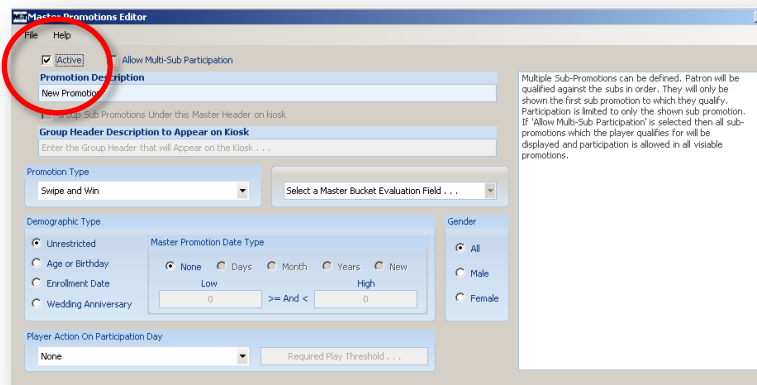 MT Master Promotions Editor
File Help
Active Allow Multi-Sub Participation
Promotion Description
New Promotion
Group Sub Promotions Under this Master Header on kiosk
Group Header Description to Appear on Kiosk
Enter the Group Header that will Appear on the Kiosk . . .
Promotion Type
Swipe and Win
Select a Master Bucket Evaluation Field . . .
Demographic Type
Unrestricted
Age or Birthday
Enrollment Date
Wedding Anniversary
Master Promotion Date Type
None Days Month Years New
Low High
0 >= And < 0
Gender
All
Male
Female
Player Action On Participation Day
None
Required Play Threshold . . .
Multiple Sub-Promotions can be defined. Patron will be
qualified against the subs in order. They will only be
shown the first sub promotion to which they qualify.
Participation is limited to only the shown sub promotion.
If 'Allow Multi-Sub Participation' is selected then all sub-
promotions which the player qualifies for will be
displayed and participation is allowed in all visiable
promotions.